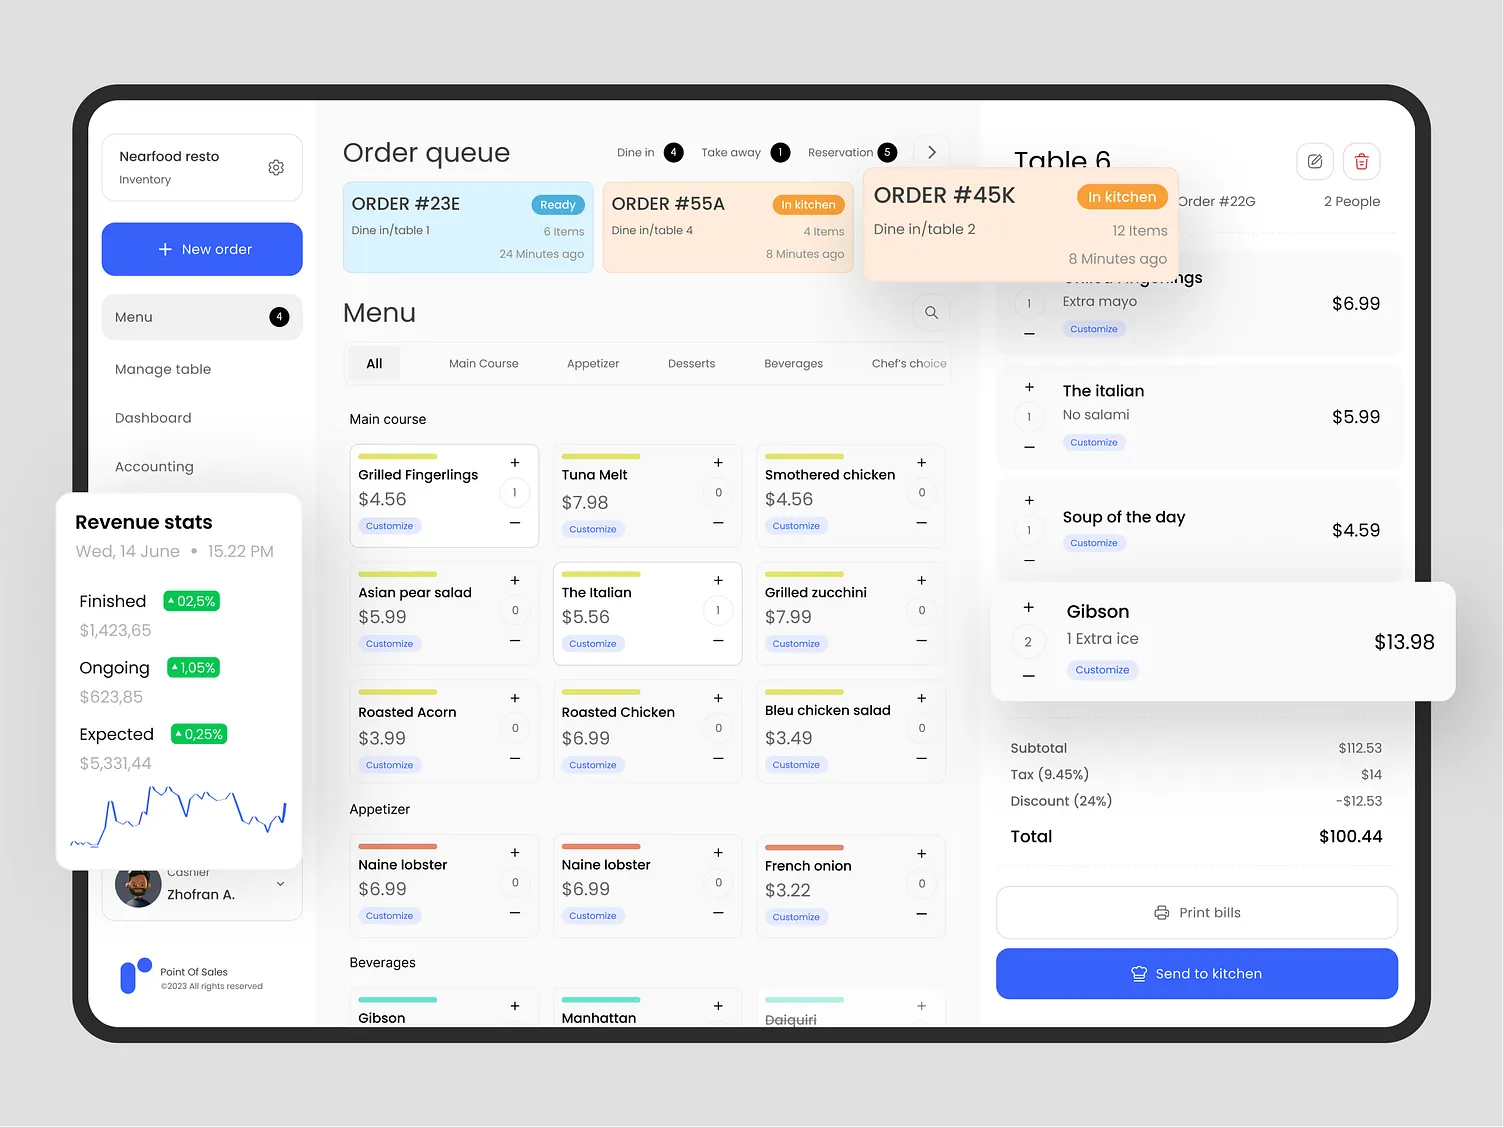 Nearfood resto
Inventory
New order
Menu 4
Manage table
Dashboard
Accounting
Revenue stats
Wed, 14 June • 15.22 PM
Finished 02,5%
$1,423,65
Ongoing 1,05%
$623,85
Expected 0,25%
$5,331,44
Cashier
Zhofran A.
Point Of Sales
©2023 All rights reserved
Order queue
Dine in 4 Take away 1 Reservation 5
ORDER #23E Ready
Dine in/table 1 6 Items
24 Minutes ago
ORDER #55A In kitchen
Dine in/table 4 4 Items
8 Minutes ago
ORDER #45K In kitchen
Dine in/table 2 12 Items
8 Minutes ago
Menu
All Main Course Appetizer Desserts Beverages Chef's choice
Main course
Grilled Fingerlings
$4.56 1
Customize
Tuna Melt
$7.98 0
Customize
Smothered chicken
$4.56 0
Customize
Asian pear salad
$5.99 0
Customize
The Italian
$5.56 1
Customize
Grilled zucchini
$7.99 0
Customize
Roasted Acorn
$3.99 0
Customize
Roasted Chicken
$6.99 0
Customize
Bleu chicken salad
$3.49 0
Customize
Appetizer
Naine lobster
$6.99 0
Customize
Naine lobster
$6.99 0
Customize
French onion
$3.22 0
Customize
Beverages
Gibson
Manhattan
Daiquiri
Table 6
Order #22G 2 People
Grilled Fingerlings
1 Extra mayo $6.99
Customize
The italian
1 No salami $5.99
Customize
Soup of the day
1 $4.59
Customize
Gibson
2 1 Extra ice $13.98
Customize
Subtotal $112.53
Tax (9.45%) $14
Discount (24%) -$12.53
Total $100.44
Print bills
Send to kitchen